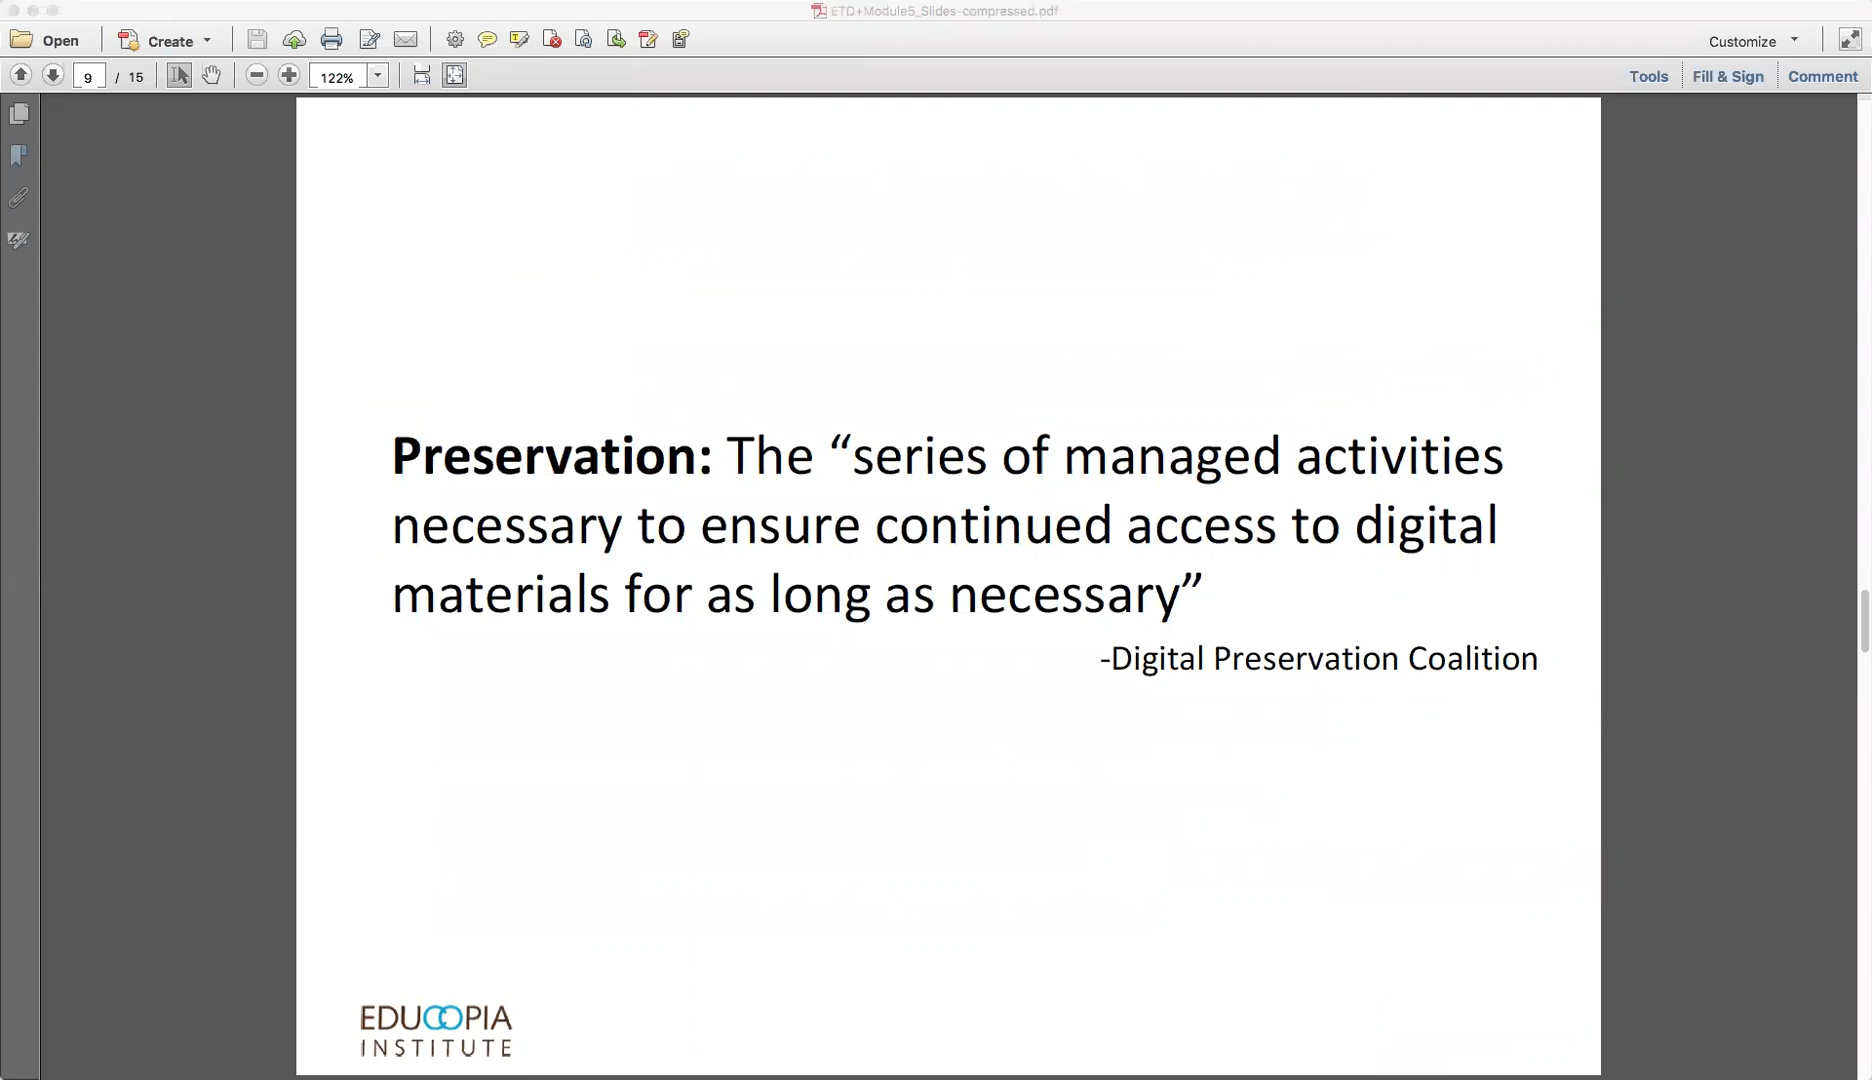 ETD+Module5_Slides-compressed.pdf
Open
Create
Customize
9 / 15
122%
Tools
Fill & Sign
Comment
Preservation: The “series of managed activities
necessary to ensure continued access to digital
materials for as long as necessary”
-Digital Preservation Coalition
EDUCOPIA
INSTITUTE